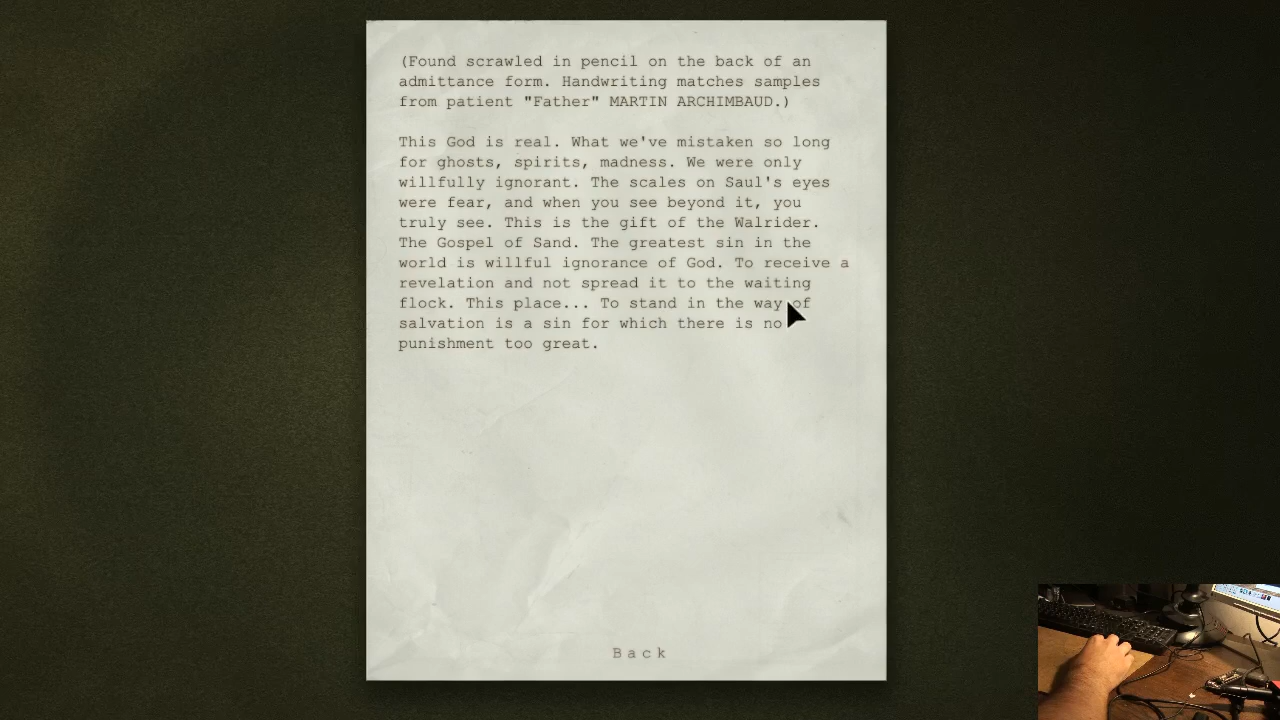 (Found scrawled in pencil on the back of an
admittance form. Handwriting matches samples
from patient "Father" MARTIN ARCHIMBAUD.)
This God is real. What we've mistaken so long
for ghosts, spirits, madness. We were only
willfully ignorant. The scales on Saul's eyes
were fear, and when you see beyond it, you
truly see. This is the gift of the Walrider.
The Gospel of Sand. The greatest sin in the
world is willful ignorance of God. To receive a
revelation and not spread it to the waiting
flock. This place... To stand in the way of
salvation is a sin for which there is no
punishment too great.
Back